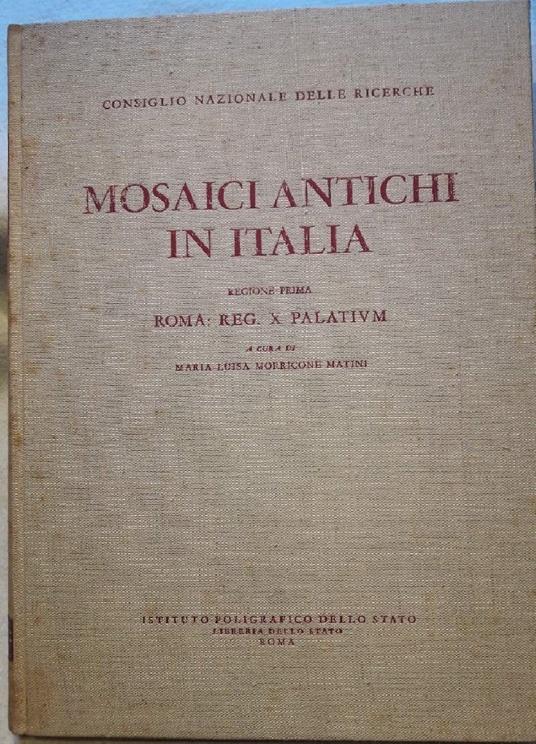 CONSIGLIO NAZIONALE DELLE RICERCHE
MOSAICI ANTICHI
IN ITALIA
REGIONE PRIMA
ROMA: REG. X PALATIVM
A CURA DI
MARIA LUISA MORRICONE MATINI
ISTITUTO POLIGRAFICO DELLO STATO
LIBRERIA DELLO STATO
ROMA